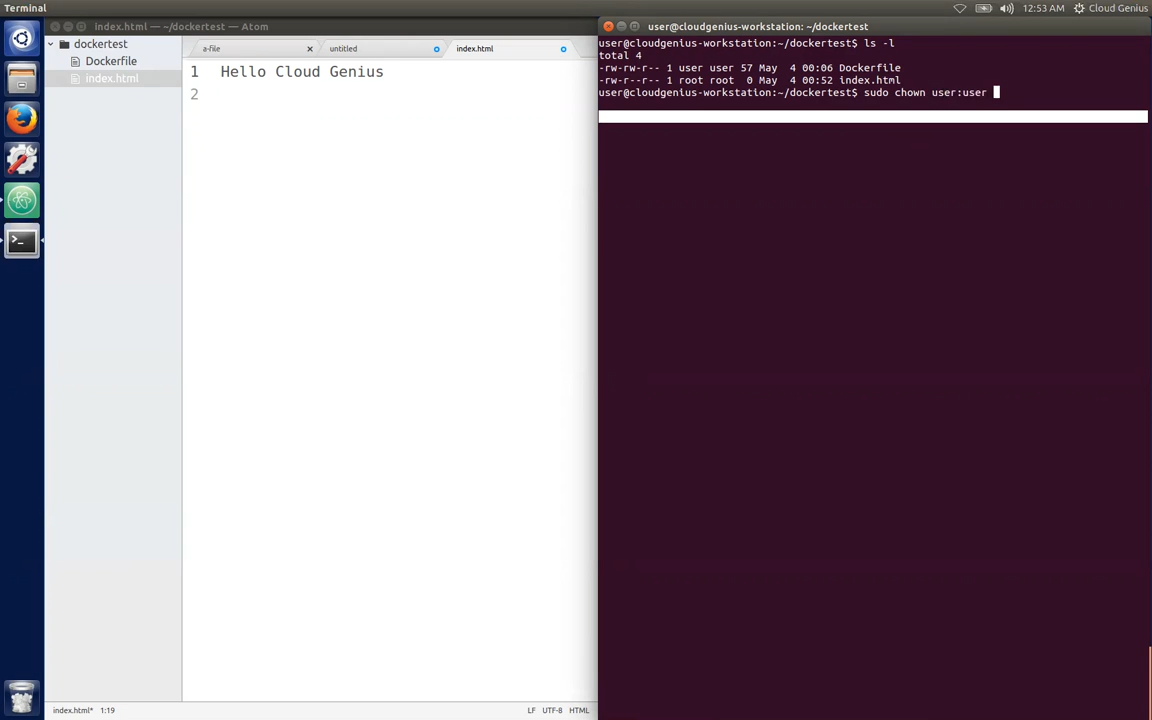 Terminal
12:53 AM
Cloud Genius
index.html — ~/dockertest — Atom
dockertest
Dockerfile
index.html
a-file
untitled
index.html
1 Hello Cloud Genius
2
index.html* 1:19
LF UTF-8 HTML
user@cloudgenius-workstation: ~/dockertest
user@cloudgenius-workstation:~/dockertest$ ls -l
total 4
-rw-rw-r-- 1 user user 57 May  4 00:06 Dockerfile
-rw-r--r-- 1 root root  0 May  4 00:52 index.html
user@cloudgenius-workstation:~/dockertest$ sudo chown user:user